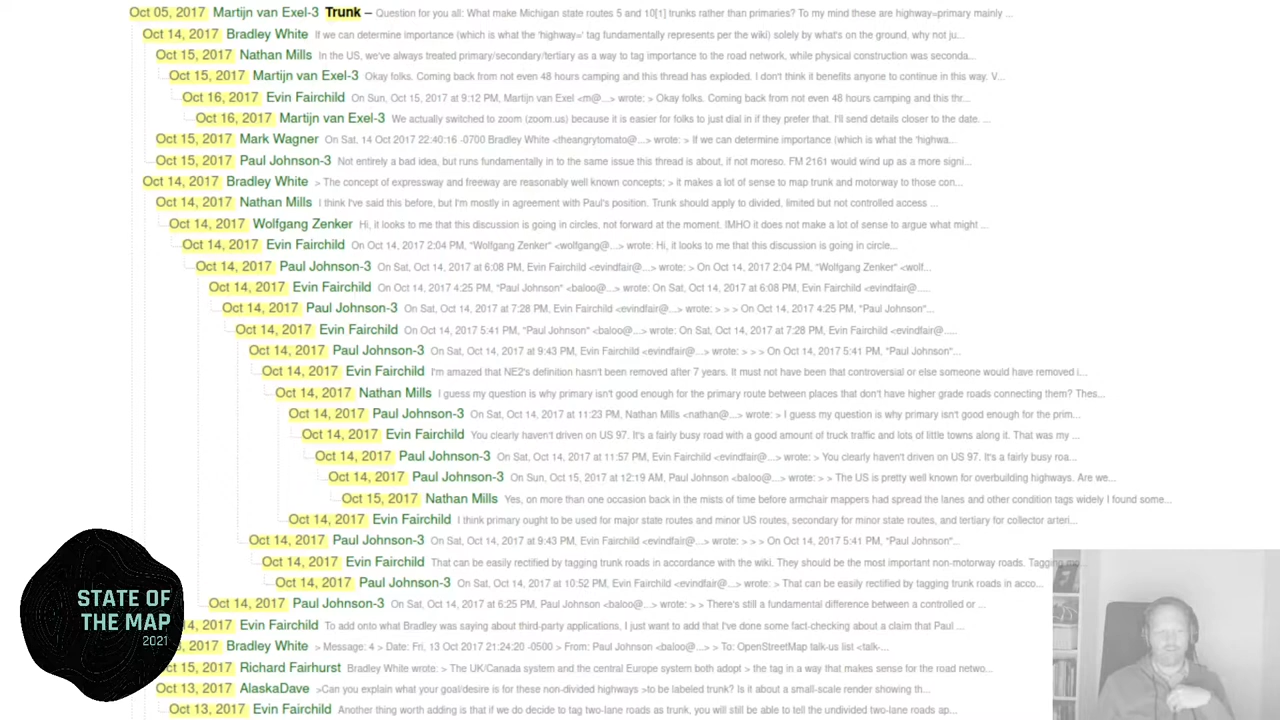 Oct 05, 2017 Martijn van Exel-3 Trunk – Question for you all: What make Michigan state routes 5 and 10[1] trunks rather than primaries? To my mind these are highway=primary mainly ...
Oct 14, 2017 Bradley White If we can determine importance (which is what the 'highway=' tag fundamentally represents per the wiki) solely by what's on the ground, why not ju...
Oct 15, 2017 Nathan Mills In the US, we've always treated primary/secondary/tertiary as a way to tag importance to the road network, while physical construction was seconda...
Oct 15, 2017 Martijn van Exel-3 Okay folks. Coming back from not even 48 hours camping and this thread has exploded. I don't think it benefits anyone to continue in this way. V...
Oct 16, 2017 Evin Fairchild On Sun, Oct 15, 2017 at 9:12 PM, Martijn van Exel <m@...> wrote: > Okay folks. Coming back from not even 48 hours camping and this thr...
Oct 16, 2017 Martijn van Exel-3 We actually switched to zoom (zoom.us) because it is easier for folks to just dial in if they prefer that. I'll send details closer to the date. ...
Oct 15, 2017 Mark Wagner On Sat, 14 Oct 2017 22:40:16 -0700 Bradley White <theangrytomato@...> wrote: > If we can determine importance (which is what the 'highwa...
Oct 15, 2017 Paul Johnson-3 Not entirely a bad idea, but runs fundamentally in to the same issue this thread is about, if not moreso. FM 2161 would wind up as a more signi...
Oct 14, 2017 Bradley White > The concept of expressway and freeway are reasonably well known concepts; > it makes a lot of sense to map trunk and motorway to those con...
Oct 14, 2017 Nathan Mills I think I've said this before, but I'm mostly in agreement with Paul's position. Trunk should apply to divided, limited but not controlled access ...
Oct 14, 2017 Wolfgang Zenker Hi, it looks to me that this discussion is going in circles, not forward at the moment. IMHO it does not make a lot of sense to argue what might ...
Oct 14, 2017 Evin Fairchild On Oct 14, 2017 2:04 PM, "Wolfgang Zenker" <wolfgang@...> wrote: Hi, it looks to me that this discussion is going in circle...
Oct 14, 2017 Paul Johnson-3 On Sat, Oct 14, 2017 at 6:08 PM, Evin Fairchild <evindfair@...> wrote: > On Oct 14, 2017 2:04 PM, "Wolfgang Zenker" <wolf...
Oct 14, 2017 Evin Fairchild On Oct 14, 2017 4:25 PM, "Paul Johnson" <baloo@...> wrote: On Sat, Oct 14, 2017 at 6:08 PM, Evin Fairchild <evindfair@...
Oct 14, 2017 Paul Johnson-3 On Sat, Oct 14, 2017 at 7:28 PM, Evin Fairchild <evindfair@...> wrote: > > > On Oct 14, 2017 4:25 PM, "Paul Johnson"...
Oct 14, 2017 Evin Fairchild On Oct 14, 2017 5:41 PM, "Paul Johnson" <baloo@...> wrote: On Sat, Oct 14, 2017 at 7:28 PM, Evin Fairchild <evindfair@...
Oct 14, 2017 Paul Johnson-3 On Sat, Oct 14, 2017 at 9:43 PM, Evin Fairchild <evindfair@...> wrote: > > > On Oct 14, 2017 5:41 PM, "Paul Johnson"...
Oct 14, 2017 Evin Fairchild I'm amazed that NE2's definition hasn't been removed after 7 years. It must not have been that controversial or else someone would have removed i...
Oct 14, 2017 Nathan Mills I guess my question is why primary isn't good enough for the primary route between places that don't have higher grade roads connecting them? Thes...
Oct 14, 2017 Paul Johnson-3 On Sat, Oct 14, 2017 at 11:23 PM, Nathan Mills <nathan@...> wrote: > I guess my question is why primary isn't good enough for the prim...
Oct 14, 2017 Evin Fairchild You clearly haven't driven on US 97. It's a fairly busy road with a good amount of truck traffic and lots of little towns along it. That was my ...
Oct 14, 2017 Paul Johnson-3 On Sat, Oct 14, 2017 at 11:57 PM, Evin Fairchild <evindfair@...> wrote: > You clearly haven't driven on US 97. It's a fairly busy roa...
Oct 14, 2017 Paul Johnson-3 On Sun, Oct 15, 2017 at 12:19 AM, Paul Johnson <baloo@...> wrote: > > The US is pretty well known for overbuilding highways. Are we...
Oct 15, 2017 Nathan Mills Yes, on more than one occasion back in the mists of time before armchair mappers had spread the lanes and other condition tags widely I found some...
Oct 14, 2017 Evin Fairchild I think primary ought to be used for major state routes and minor US routes, secondary for minor state routes, and tertiary for collector arteri...
Oct 14, 2017 Paul Johnson-3 On Sat, Oct 14, 2017 at 9:43 PM, Evin Fairchild <evindfair@...> wrote: > > > On Oct 14, 2017 5:41 PM, "Paul Johnson"...
Oct 14, 2017 Evin Fairchild That can be easily rectified by tagging trunk roads in accordance with the wiki. They should be the most important non-motorway roads. Tagging
Oct 14, 2017 Paul Johnson-3 On Sat, Oct 14, 2017 at 10:52 PM, Evin Fairchild <evindfair@...> wrote: > That can be easily rectified by tagging trunk roads in acco...
Oct 14, 2017 Paul Johnson-3 On Sat, Oct 14, 2017 at 6:25 PM, Paul Johnson <baloo@...> wrote: > > There's still a fundamental difference between a controlled or ...
14, 2017 Evin Fairchild To add onto what Bradley was saying about third-party applications, I just want to add that I've done some fact-checking about a claim that Paul ...
2017 Bradley White > Message: 4 > Date: Fri, 13 Oct 2017 21:24:20 -0500 > From: Paul Johnson <baloo@...> > To: OpenStreetMap talk-us list <talk-...
ct 15, 2017 Richard Fairhurst Bradley White wrote: > The UK/Canada system and the central Europe system both adopt > the tag in a way that makes sense for the road netwo...
Oct 13, 2017 AlaskaDave >Can you explain what your goal/desire is for these non-divided highways >to be labeled trunk? Is it about a small-scale render showing th...
Oct 13, 2017 Evin Fairchild Another thing worth adding is that if we do decide to tag two-lane roads as trunk, you will still be able to tell the undivided two-lane roads ap...
STATE OF
THE MAP
2021